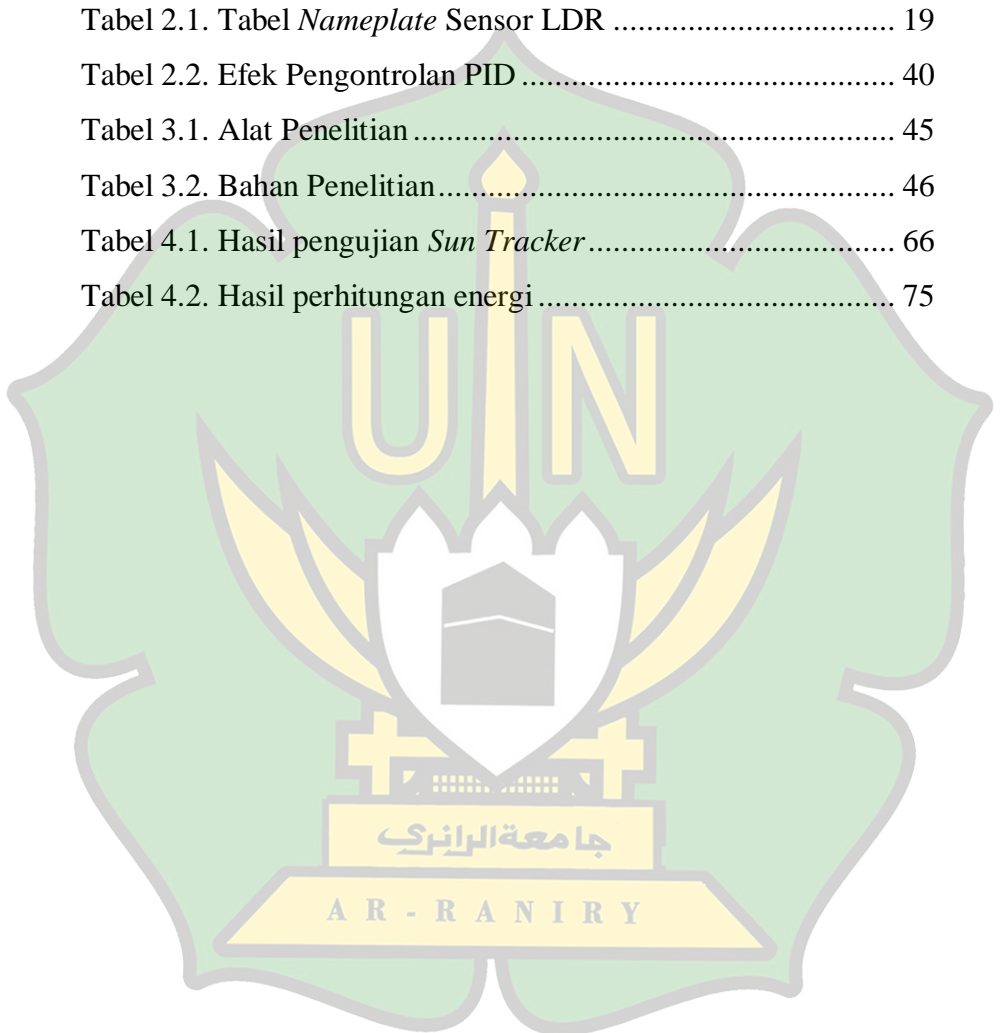 Tabel 2.1. Tabel Nameplate Sensor LDR .................................. 19
Tabel 2.2. Efek Pengontrolan PID ............................................. 40
Tabel 3.1. Alat Penelitian .......................................................... 45
Tabel 3.2. Bahan Penelitian....................................................... 46
Tabel 4.1. Hasil pengujian Sun Tracker..................................... 66
Tabel 4.2. Hasil perhitungan energi ........................................... 75
UIN
جامعةالرانري
AR-RANIRY